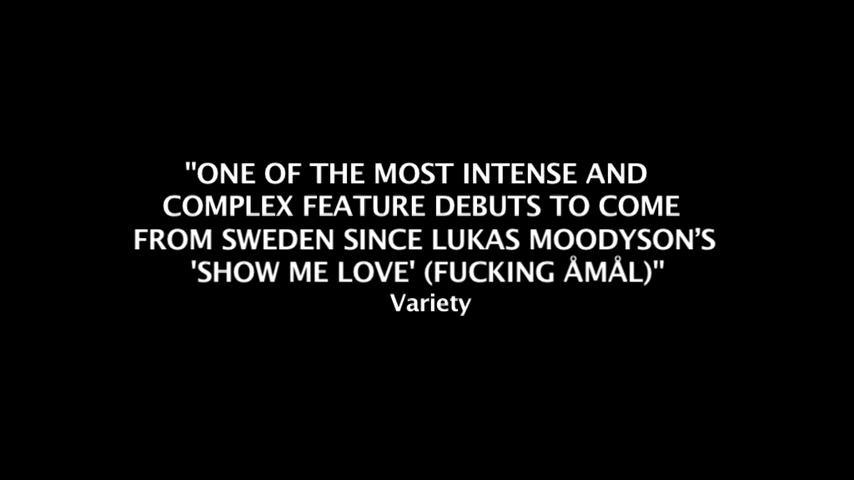 "ONE OF THE MOST INTENSE AND
COMPLEX FEATURE DEBUTS TO COME
FROM SWEDEN SINCE LUKAS MOODYSON’S
'SHOW ME LOVE' (FUCKING ÅMÅL)"
Variety